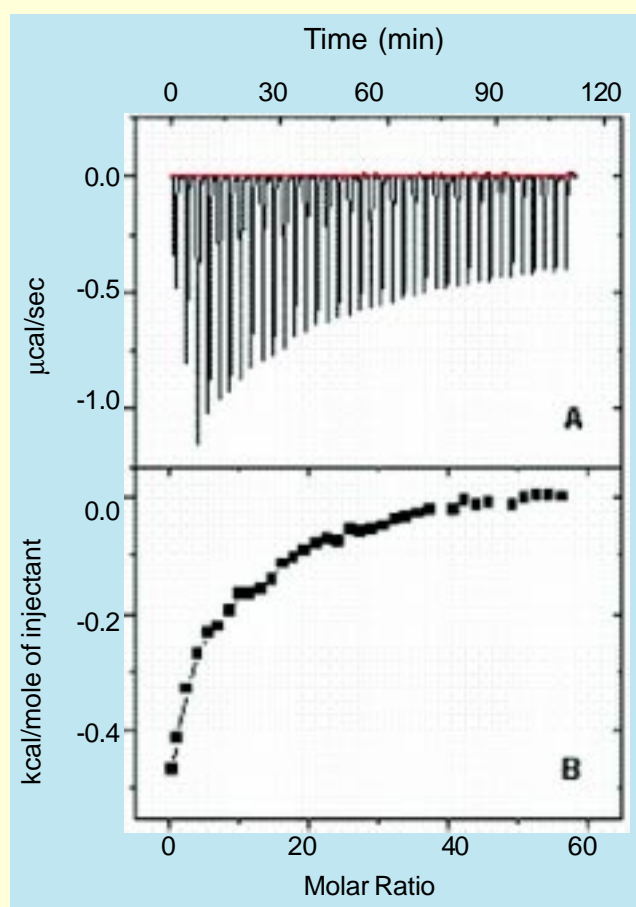 Time (min)
0 30 60 90 120
0.0
-0.5
-1.0
µcal/sec
A
0.0
-0.2
-0.4
kcal/mole of injectant
B
0 20 40 60
Molar Ratio